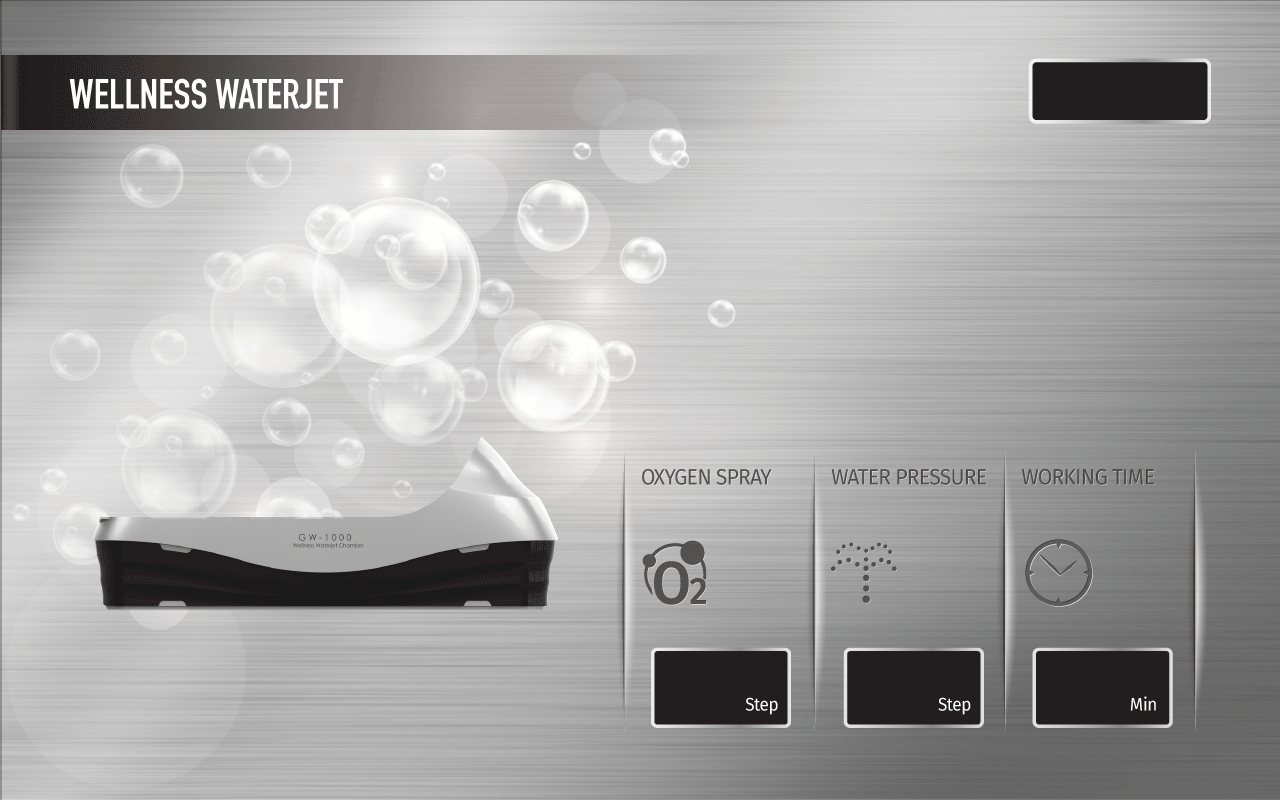 WELLNESS WATERJET
GW-1000
Wellness Waterjet Chamber
OXYGEN SPRAY
WATER PRESSURE
WORKING TIME
O2
Step
Step
Min